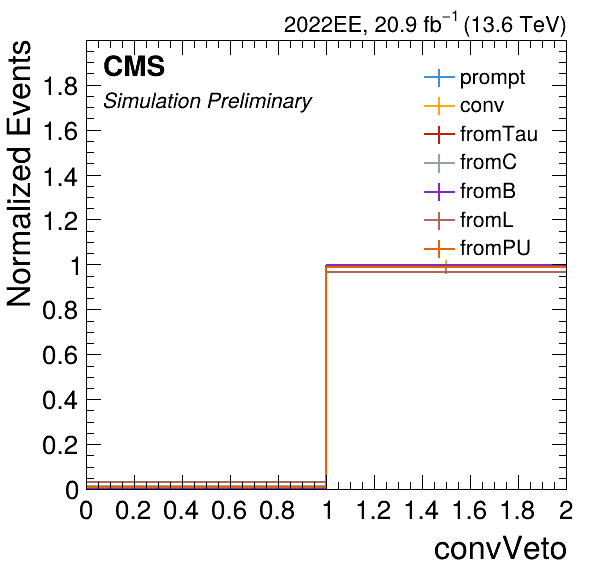 2022EE, 20.9 fb⁻¹ (13.6 TeV)
CMS
Simulation Preliminary
prompt
conv
fromTau
fromC
fromB
fromL
fromPU
Normalized Events
1.8
1.6
1.4
1.2
1
0.8
0.6
0.4
0.2
0
0 0.2 0.4 0.6 0.8 1 1.2 1.4 1.6 1.8 2
convVeto